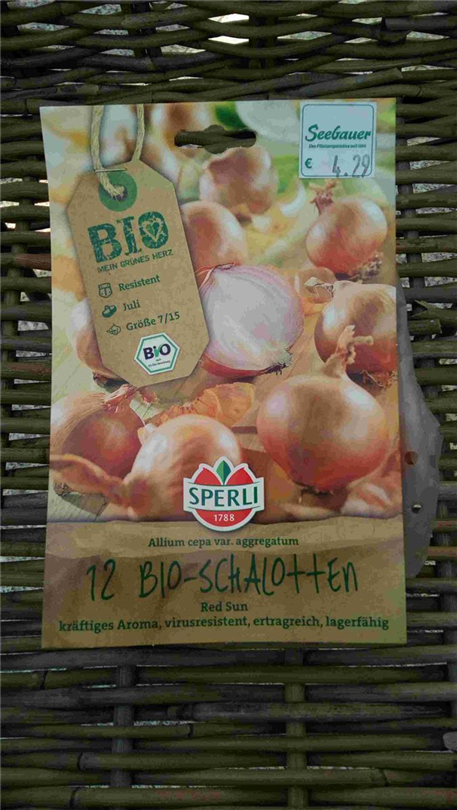 Seebauer
€ 4.29
BIO
MEIN GRÜNES HERZ
Resistent
Juli
Größe 7/15
BIO
SPERLI
1788
Allium cepa var. aggregatum
12 BIO-SCHALOTTEN
Red Sun
kräftiges Aroma, virusresistent, ertragreich, lagerfähig